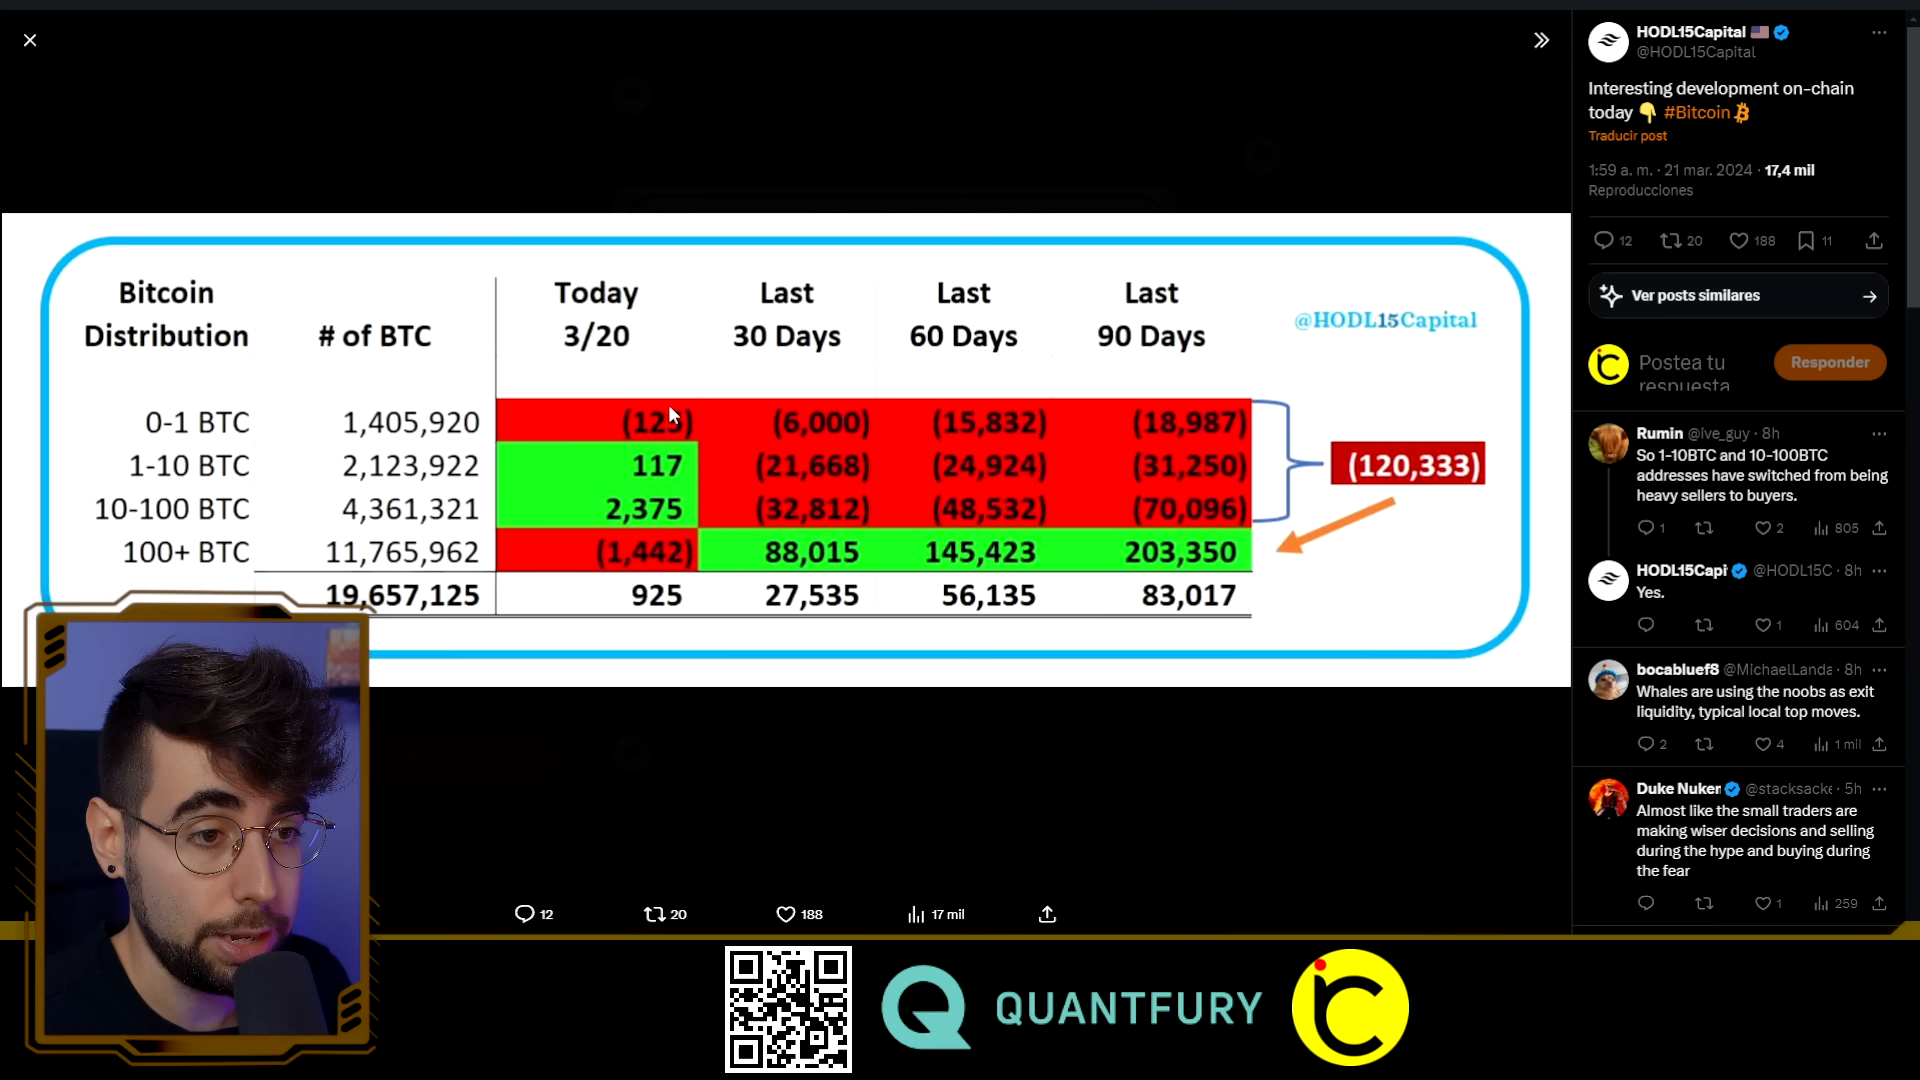 Bitcoin Distribution
# of BTC
Today 3/20
Last 30 Days
Last 60 Days
Last 90 Days
@HODL15Capital
0-1 BTC 1,405,920 (6,000) (15,832) (18,987)
1-10 BTC 2,123,922 117 (21,668) (24,924) (31,250)
(120,333)
10-100 BTC 4,361,321 2,375 (32,812) (48,532) (70,096)
100+ BTC 11,765,962 (1,442) 88,015 145,423 203,350
19,657,125 925 27,535 56,135 83,017
12 20 188 17 mil
QUANTFURY
HODL15Capital
@HODL15Capital
Interesting development on-chain
today 👇 #Bitcoin
Traducir post
1:59 a. m. · 21 mar. 2024 · 17,4 mil
Reproducciones
12 20 188 11
Ver posts similares
Postea tu
respuesta
Responder
Rumin @ive_guy · 8h
So 1-10BTC and 10-100BTC
addresses have switched from being
heavy sellers to buyers.
1 2 805
HODL15Capi @HODL15C · 8h
Yes.
1 604
bocabluef8 @MichaelLanda · 8h
Whales are using the noobs as exit
liquidity, typical local top moves.
2 4 1 mil
Duke Nuker @stacksacke · 5h
Almost like the small traders are
making wiser decisions and selling
during the hype and buying during
the fear
1 259